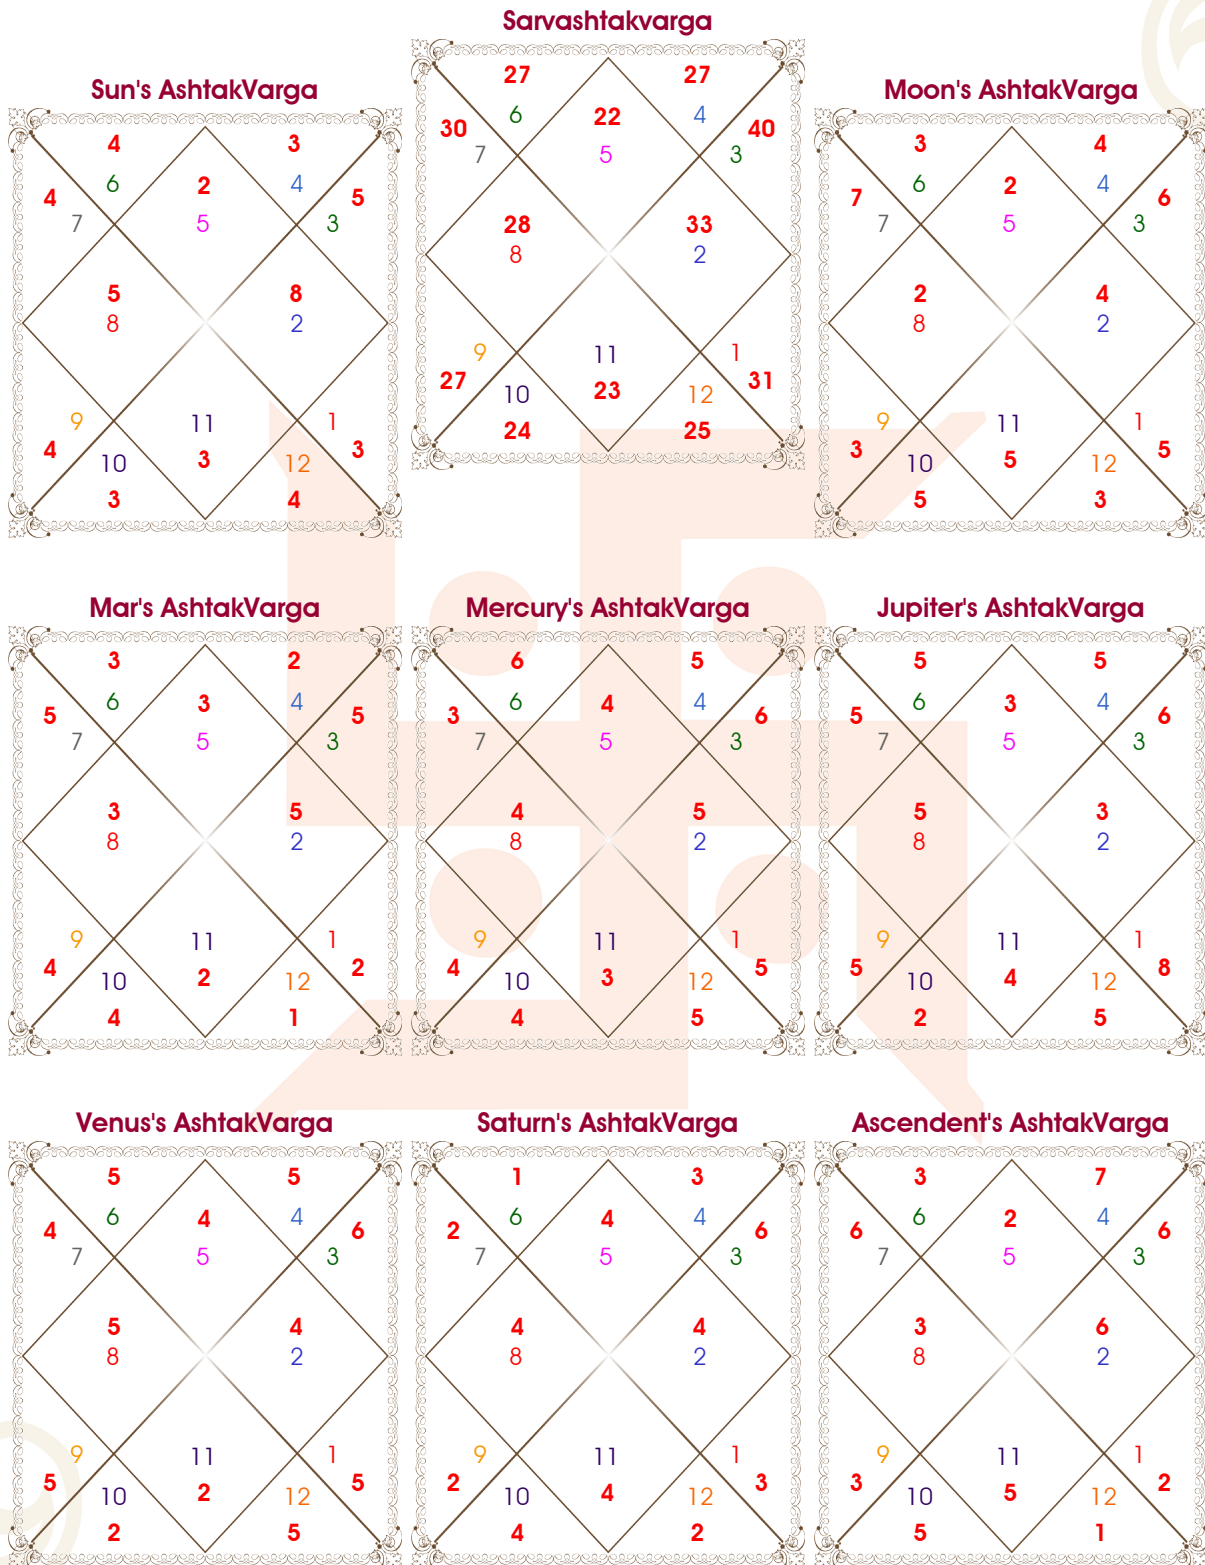 Sarvashtakvarga
27 27
6 22 4
30 40
7 5 3
28 33
8 2
9 11 1
27 10 23 12 31
24 25
Sun's AshtakVarga
4 3
6 2 4
4 5
7 5 3
5 8
8 2
9 11 1
4 10 3 12 3
3 4
Moon's AshtakVarga
3 4
6 2 4
7 6
7 5 3
2 4
8 2
9 11 1
3 10 5 12 5
5 3
Mar's AshtakVarga
3 2
6 3 4
5 5
7 5 3
3 5
8 2
9 11 1
4 10 2 12 2
4 1
Mercury's AshtakVarga
6 5
6 4 4
3 6
7 5 3
4 5
8 2
9 11 1
4 10 3 12 5
4 5
Jupiter's AshtakVarga
5 5
6 3 4
5 6
7 5 3
5 3
8 2
9 11 1
5 10 4 12 8
2 5
Venus's AshtakVarga
5 5
6 4 4
4 6
7 5 3
5 4
8 2
9 11 1
5 10 2 12 5
2 5
Saturn's AshtakVarga
1 3
6 4 4
2 6
7 5 3
4 4
8 2
9 11 1
2 10 4 12 3
4 2
Ascendent's AshtakVarga
3 7
6 2 4
6 6
7 5 3
3 6
8 2
9 11 1
3 10 5 12 2
5 1